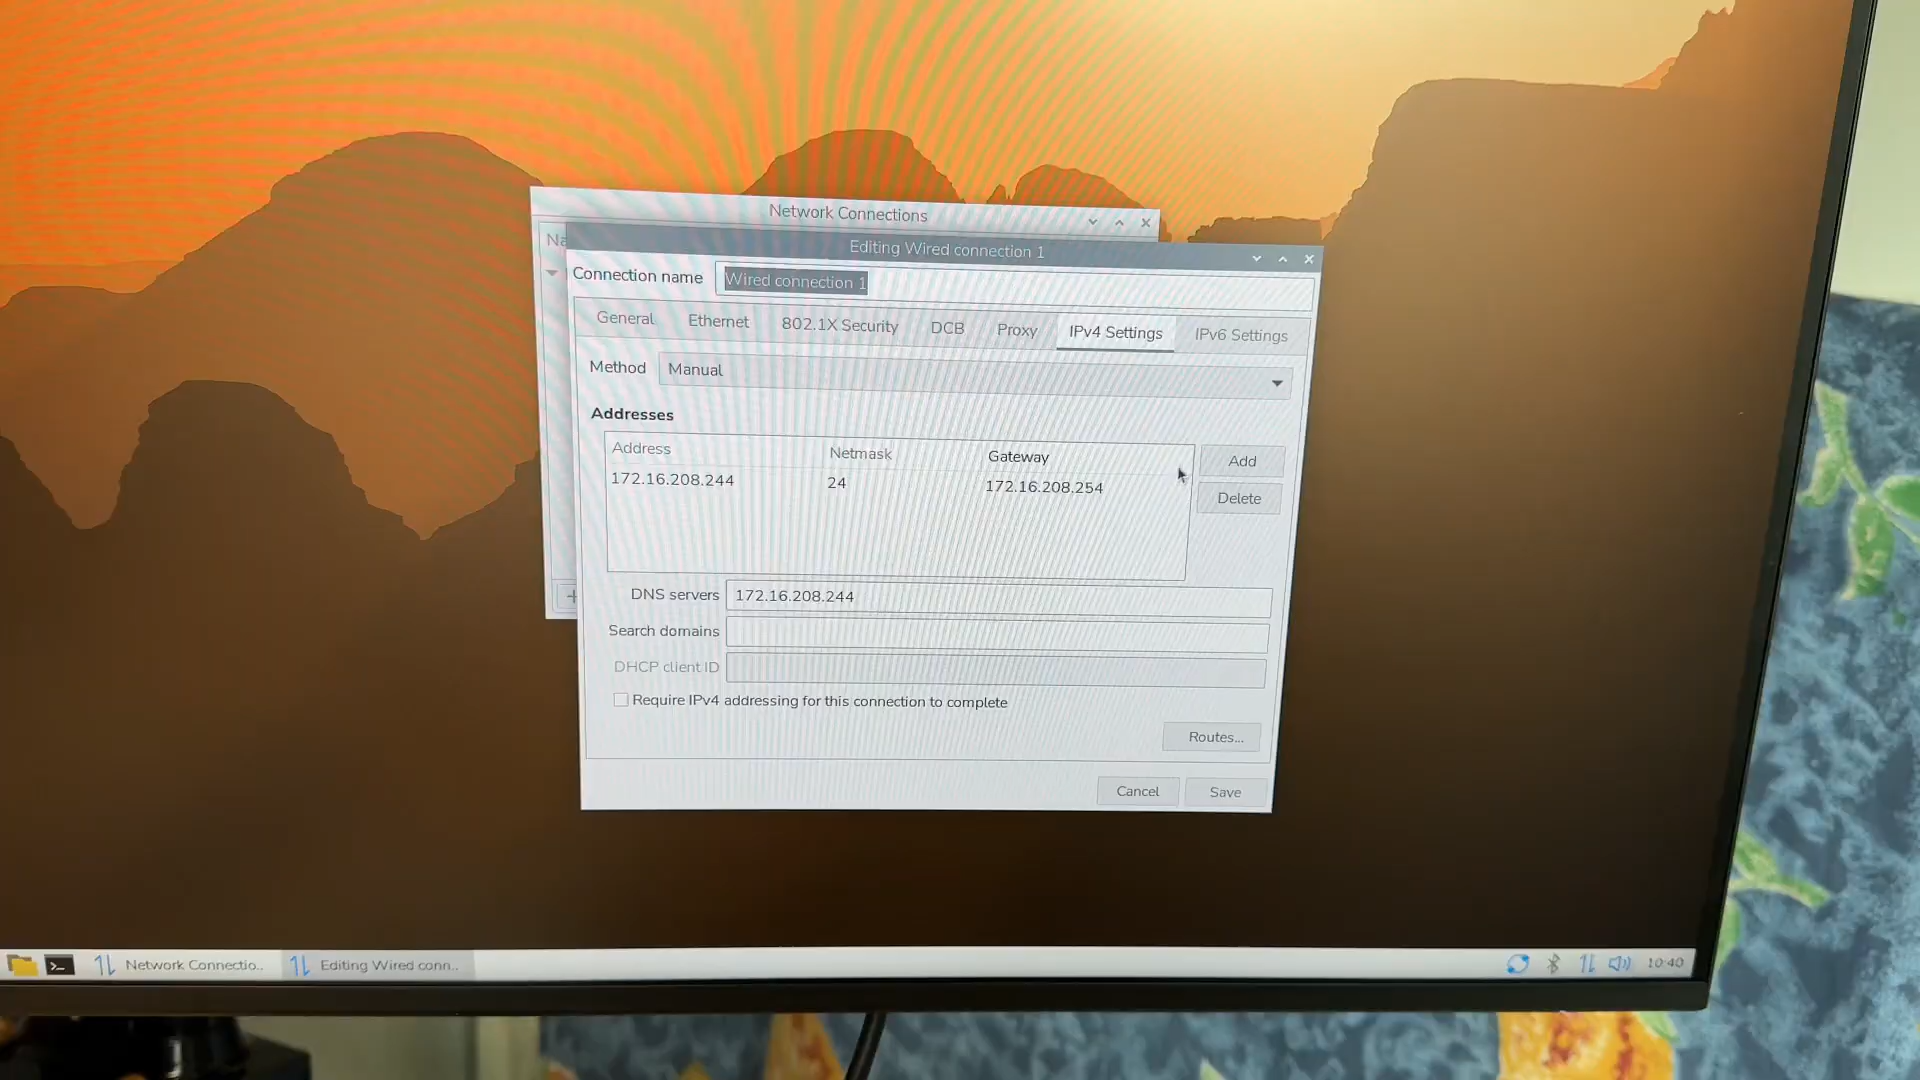 Network Connections
Na
Editing Wired connection 1
Connection name Wired connection 1
General Ethernet 802.1X Security DCB Proxy IPv4 Settings IPv6 Settings
Method Manual
Addresses
Address Netmask Gateway
172.16.208.244 24 172.16.208.254
Add
Delete
DNS servers 172.16.208.244
Search domains
DHCP client ID
Require IPv4 addressing for this connection to complete
Routes...
Cancel Save
Network Connectio.. Editing Wired conn.. 10:40